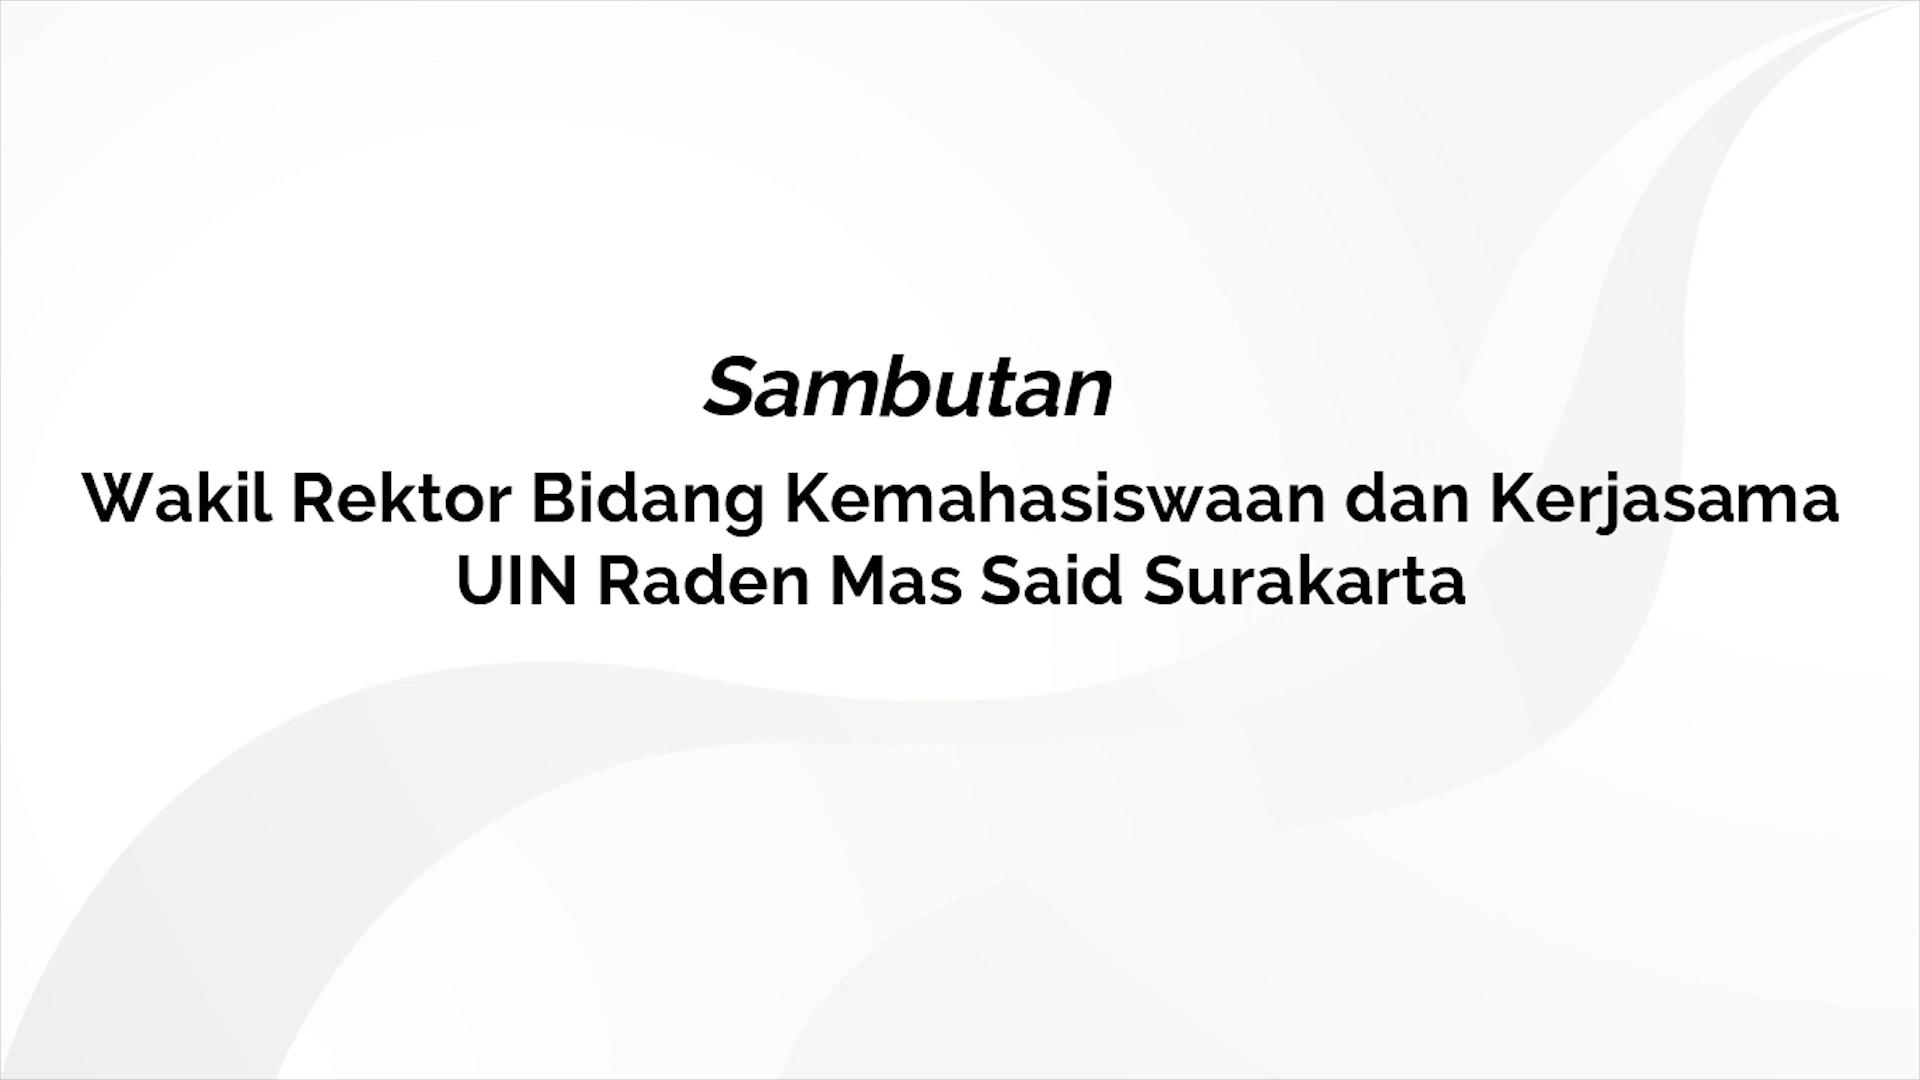 Sambutan
Wakil Rektor Bidang Kemahasiswaan dan Kerjasama
UIN Raden Mas Said Surakarta